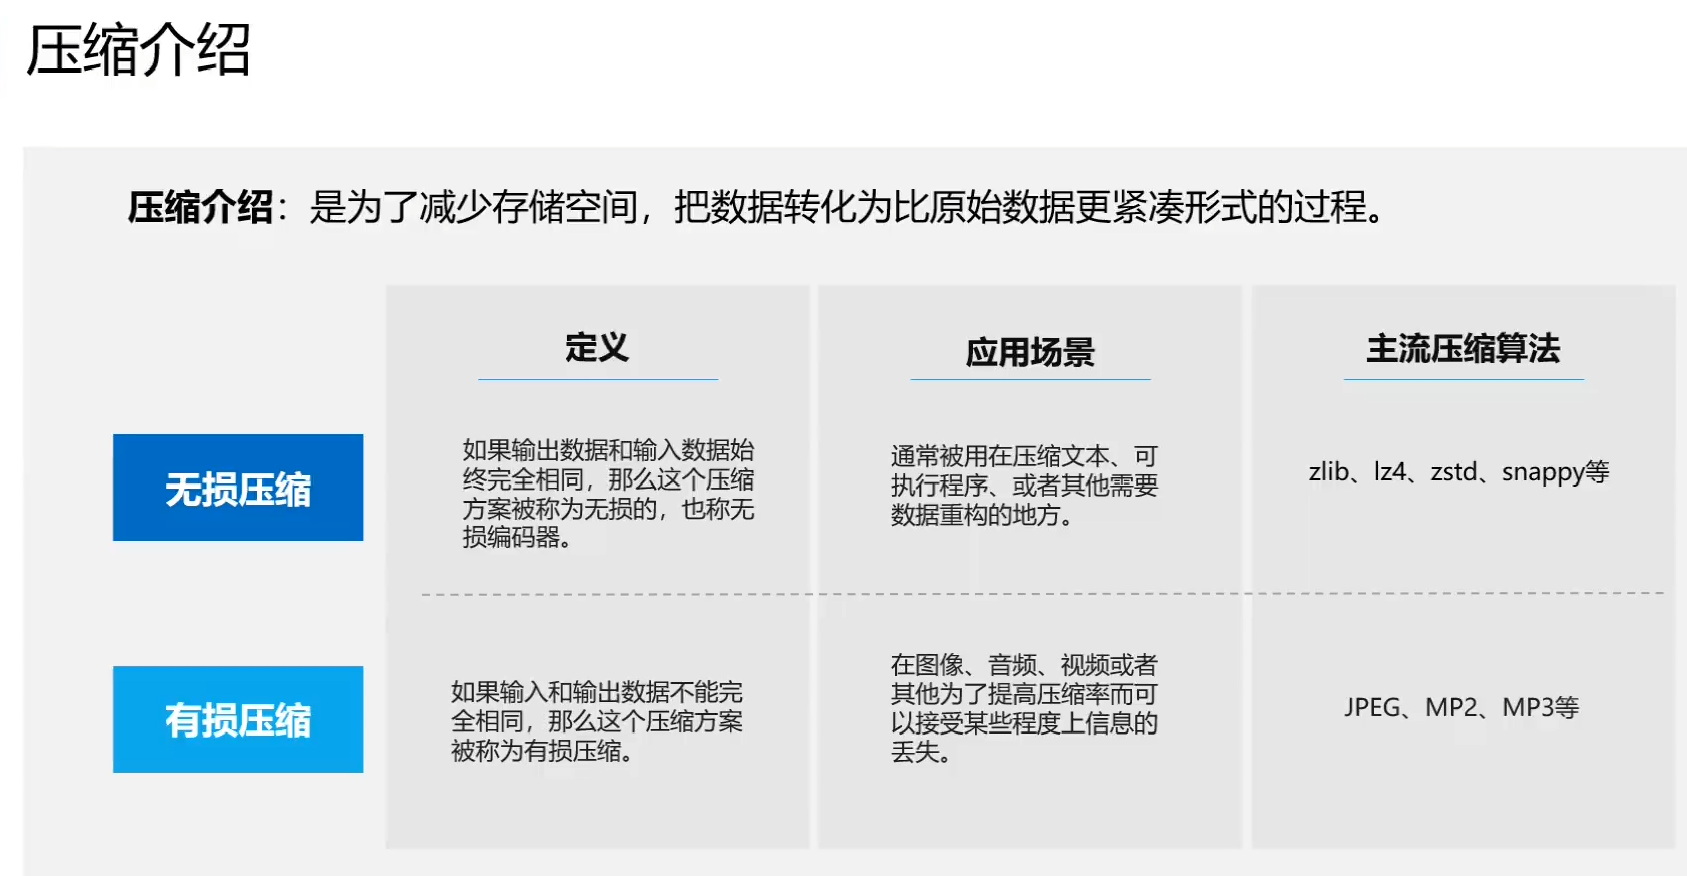 压缩介绍
压缩介绍：是为了减少存储空间，把数据转化为比原始数据更紧凑形式的过程。
定义
应用场景
主流压缩算法
无损压缩
如果输出数据和输入数据始
终完全相同，那么这个压缩
方案被称为无损的，也称无
损编码器。
通常被用在压缩文本、可
执行程序、或者其他需要
数据重构的地方。
zlib、lz4、zstd、snappy等
有损压缩
如果输入和输出数据不能完
全相同，那么这个压缩方案
被称为有损压缩。
在图像、音频、视频或者
其他为了提高压缩率而可
以接受某些程度上信息的
丢失。
JPEG、MP2、MP3等